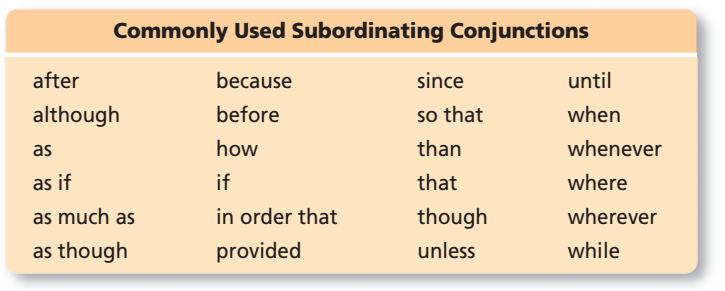 Commonly Used Subordinating Conjunctions
after because since until
although before so that when
as how than whenever
as if if that where
as much as in order that though wherever
as though provided unless while